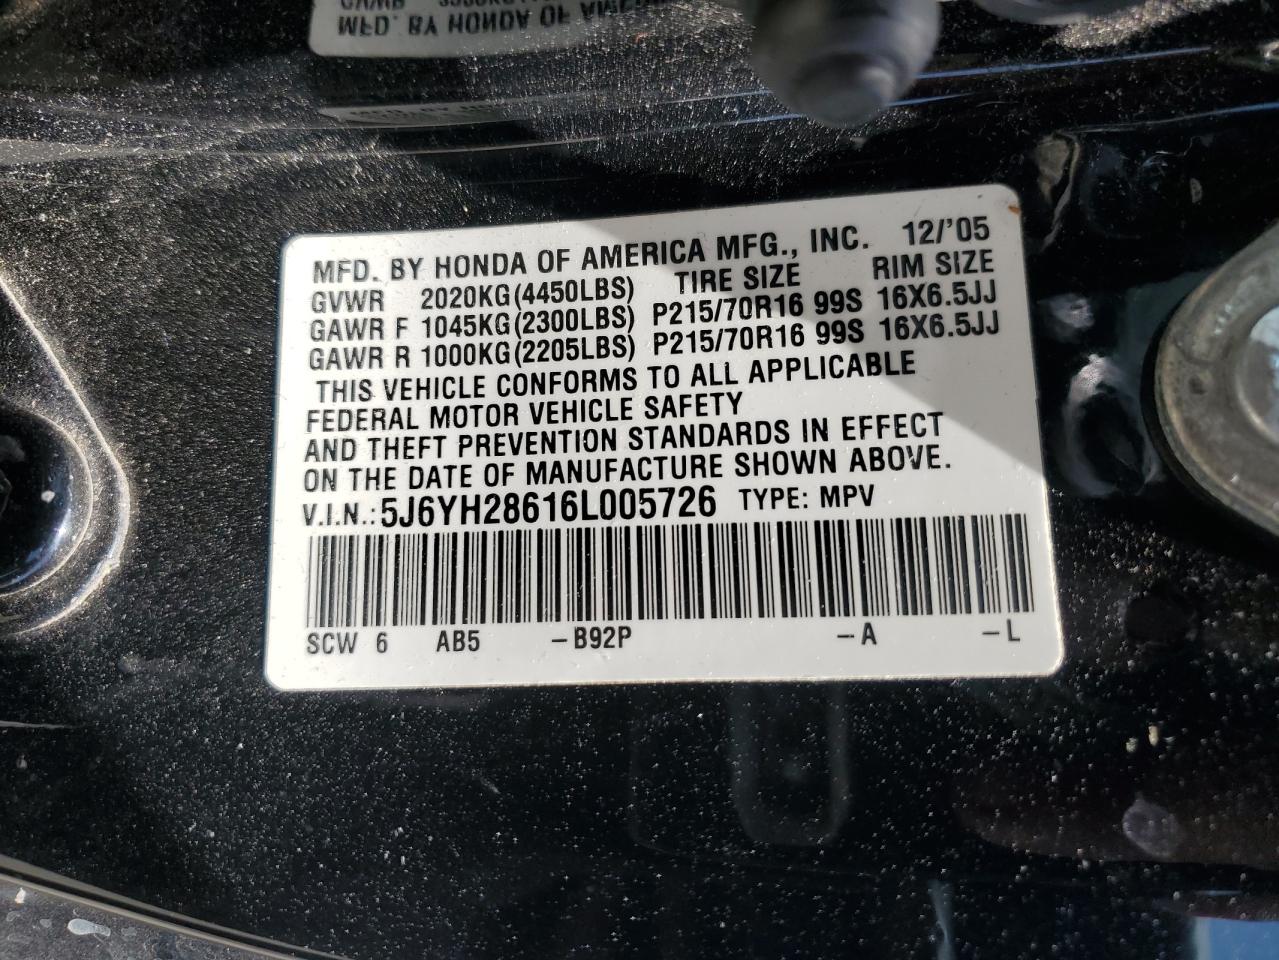 MFD. BY HONDA OF AMERICA MFG., INC. 12/'05
GVWR 2020KG(4450LBS) TIRE SIZE RIM SIZE
GAWR F 1045KG(2300LBS) P215/70R16 99S 16X6.5JJ
GAWR R 1000KG(2205LBS) P215/70R16 99S 16X6.5JJ
THIS VEHICLE CONFORMS TO ALL APPLICABLE
FEDERAL MOTOR VEHICLE SAFETY
AND THEFT PREVENTION STANDARDS IN EFFECT
ON THE DATE OF MANUFACTURE SHOWN ABOVE.
V.I.N.: 5J6YH28616L005726 TYPE: MPV
SCW 6 AB5 -B92P -A -L